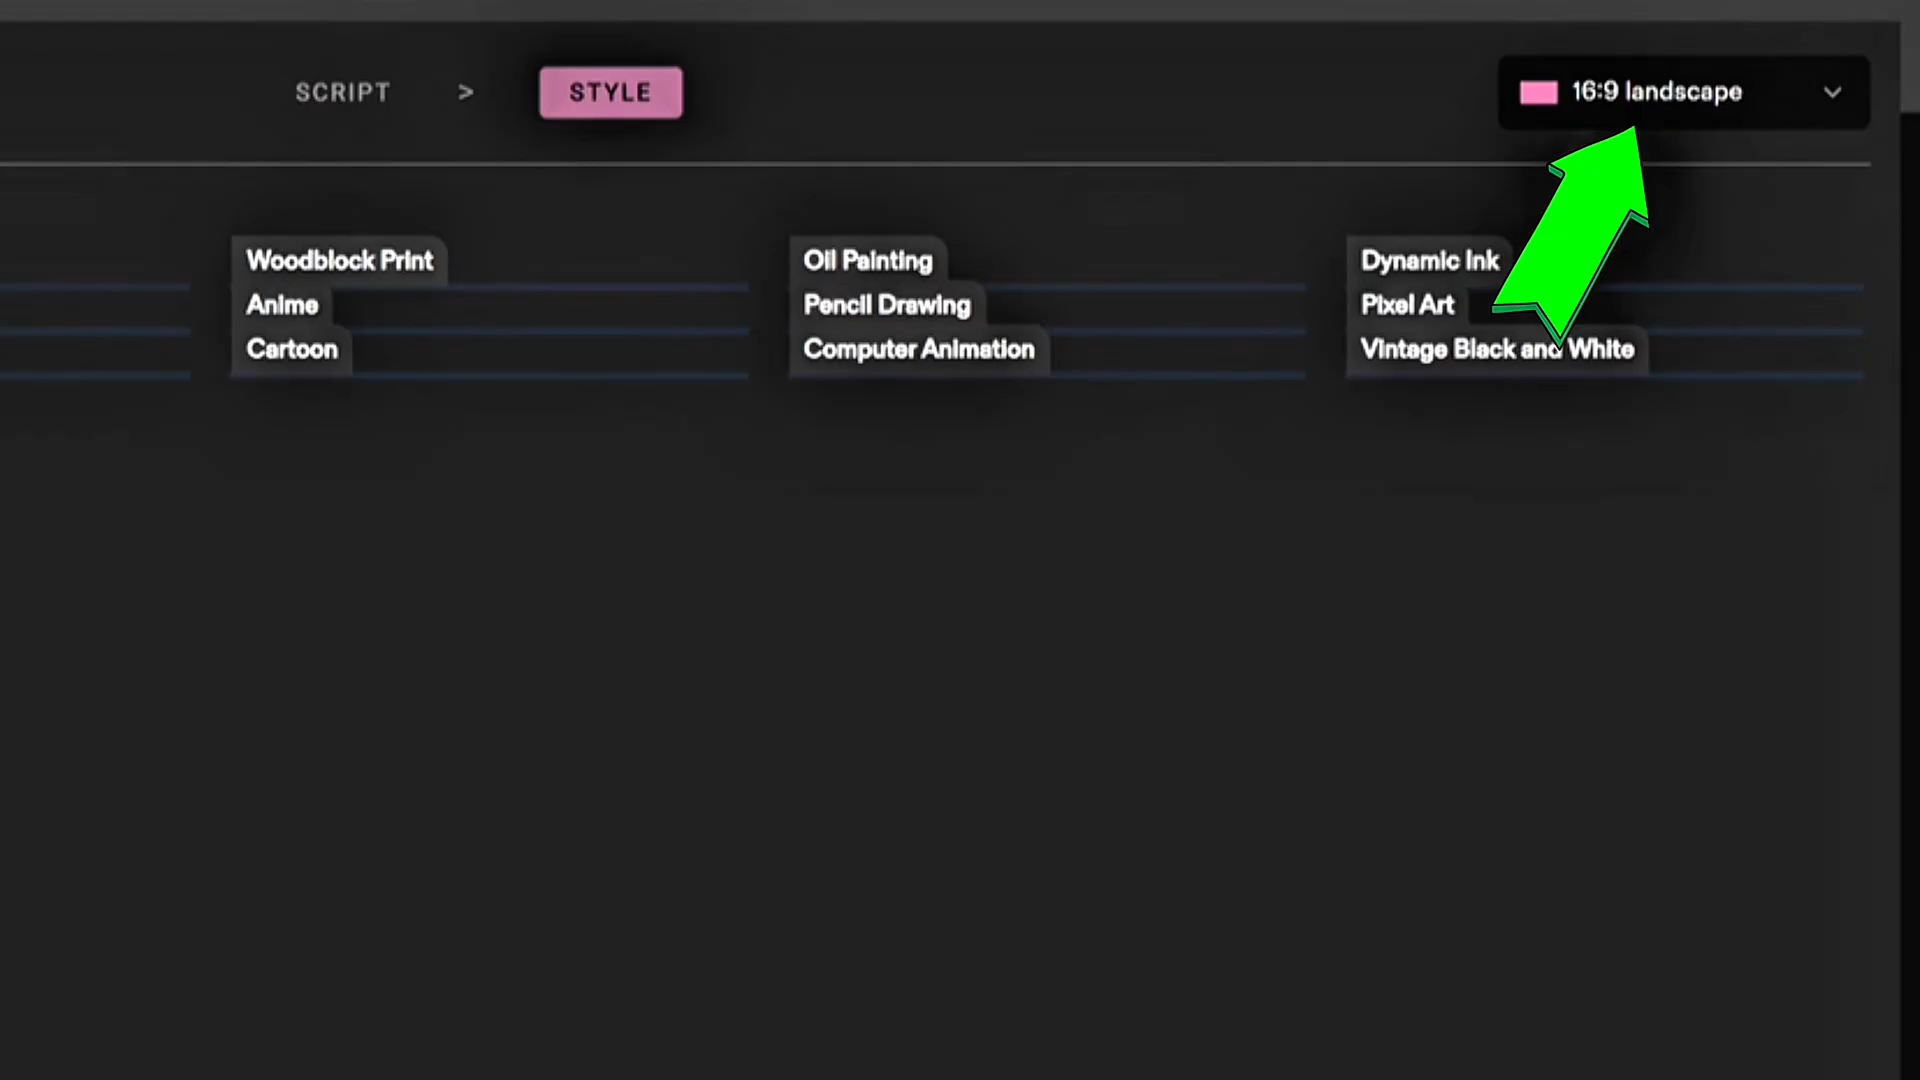 SCRIPT > STYLE
16:9 landscape
Woodblock Print
Oil Painting
Dynamic Ink
Anime
Pencil Drawing
Pixel Art
Cartoon
Computer Animation
Vintage Black and White